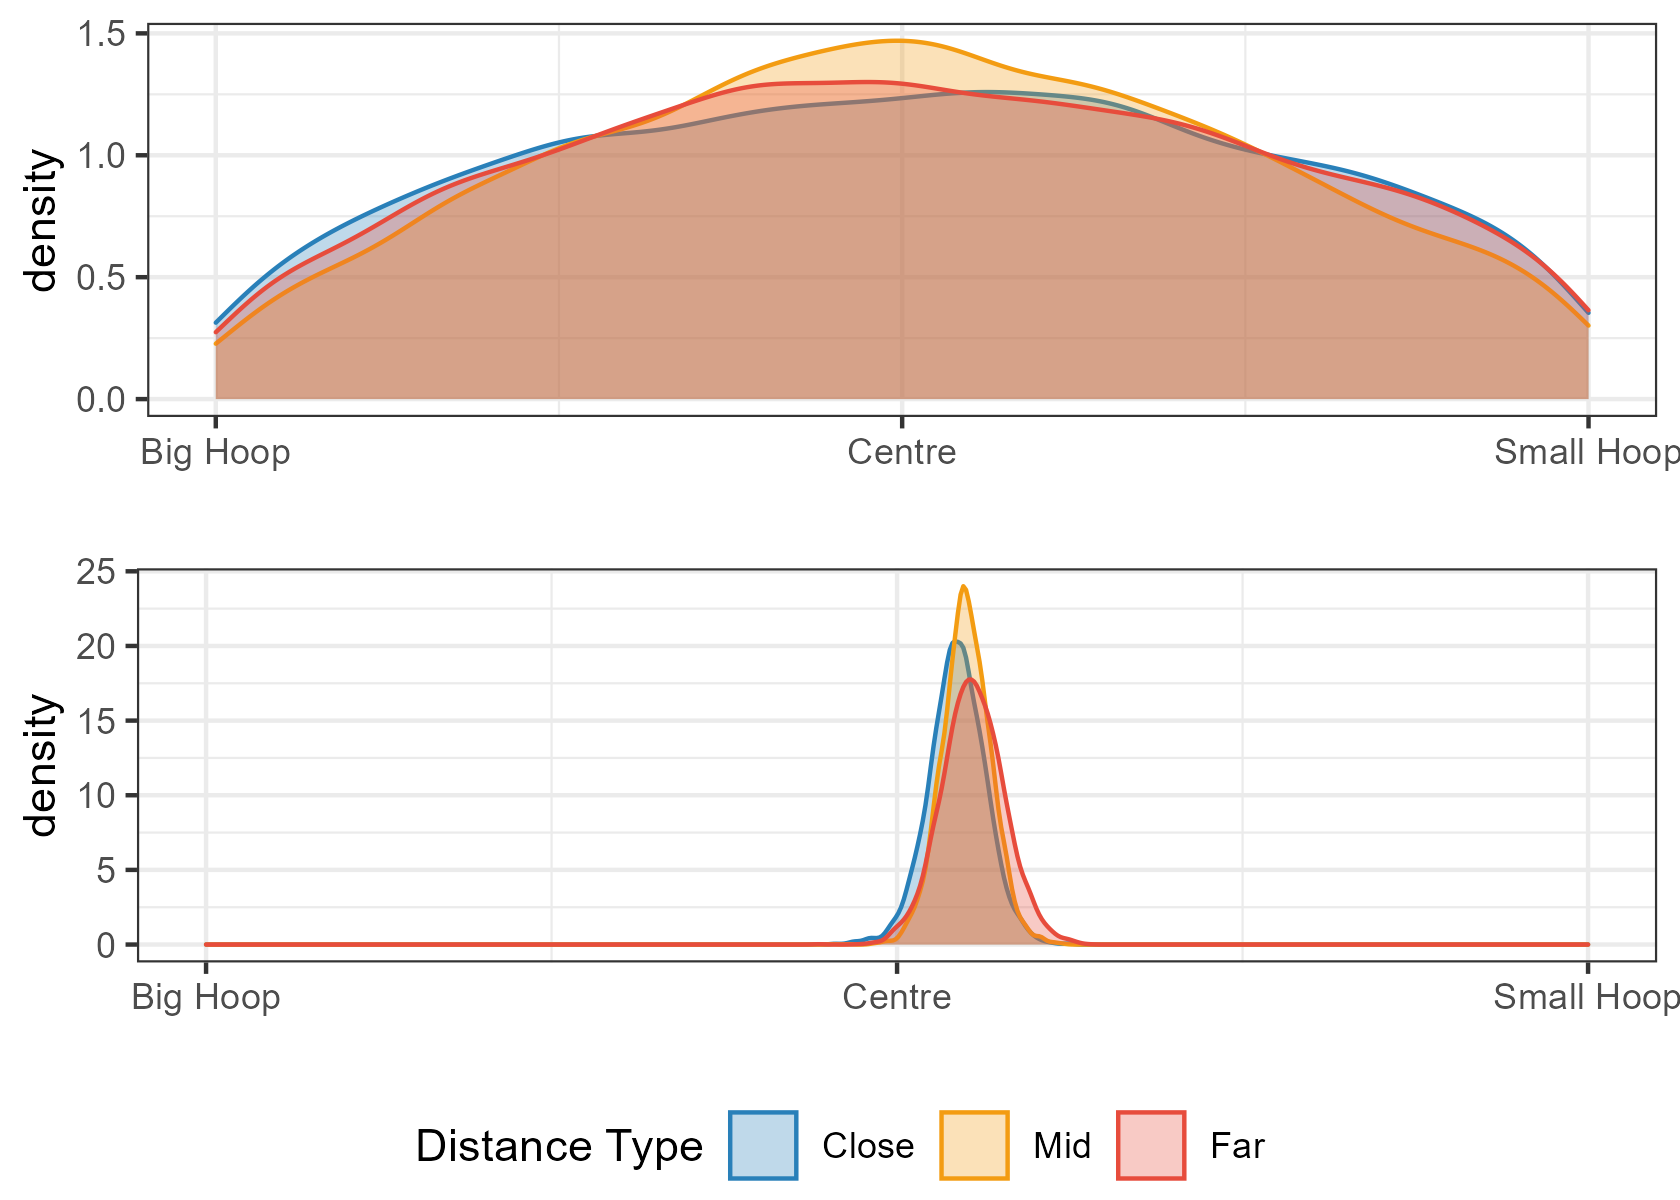 1.5
1.0
0.5
0.0
density
Big Hoop Centre Small Hoop
25
20
15
10
5
0
density
Big Hoop Centre Small Hoop
Distance Type Close Mid Far